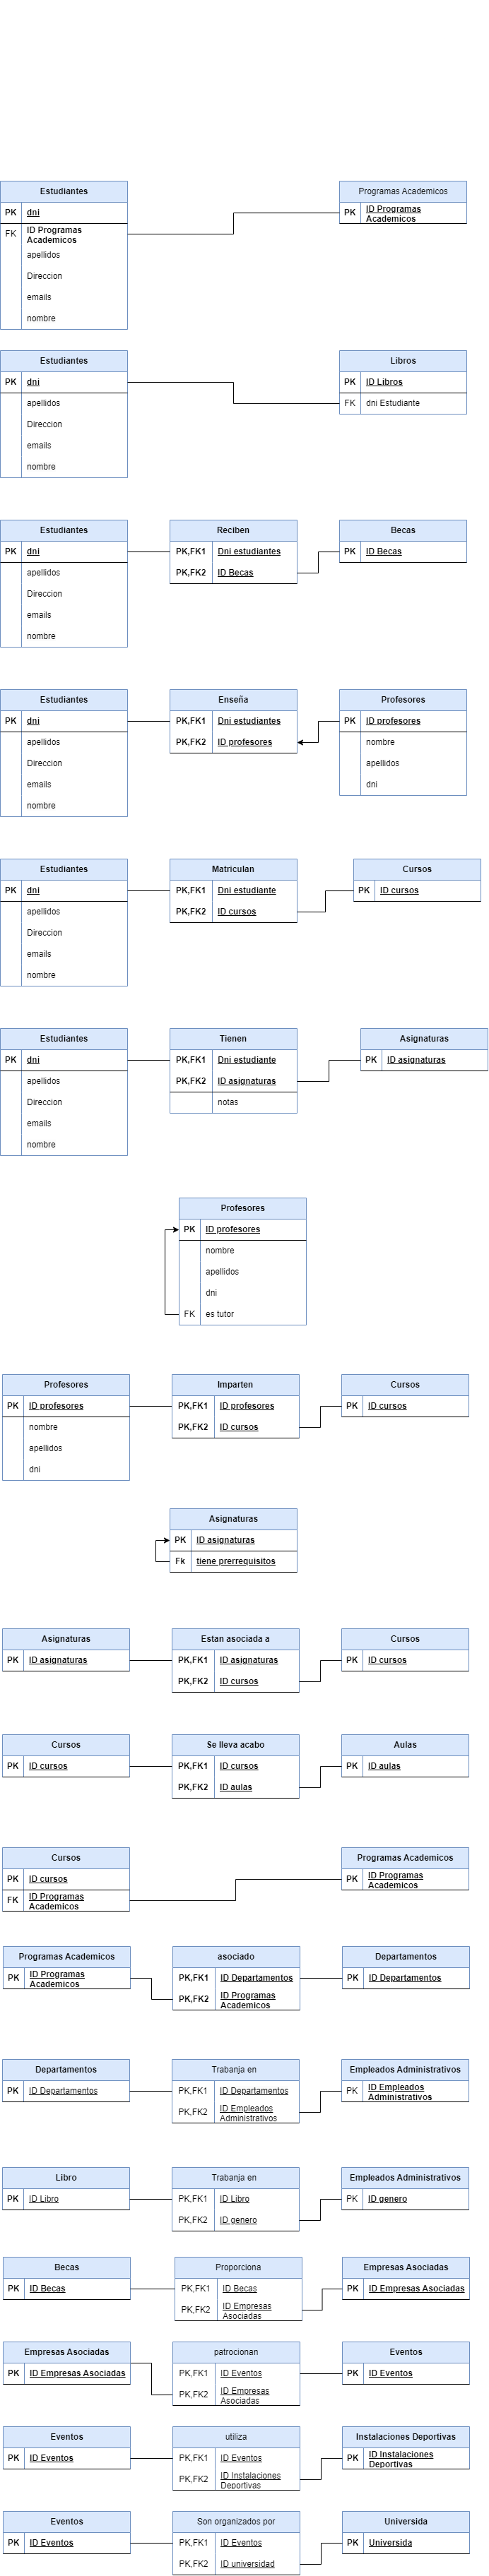 Estudiantes
Programas Academicos
PK dni
PK ID Programas
Academicos
FK ID Programas
Academicos
apellidos
Direccion
emails
nombre
Estudiantes
Libros
PK dni
PK ID Libros
apellidos
FK dni Estudiante
Direccion
emails
nombre
Estudiantes
Reciben
Becas
PK dni
PK,FK1 Dni estudiantes
PK ID Becas
apellidos
PK,FK2 ID Becas
Direccion
emails
nombre
Estudiantes
Enseña
Profesores
PK dni
PK,FK1 Dni estudiantes
PK ID profesores
apellidos
PK,FK2 ID profesores
nombre
Direccion
apellidos
emails
dni
nombre
Estudiantes
Matriculan
Cursos
PK dni
PK,FK1 Dni estudiante
PK ID cursos
apellidos
PK,FK2 ID cursos
Direccion
emails
nombre
Estudiantes
Tienen
Asignaturas
PK dni
PK,FK1 Dni estudiante
PK ID asignaturas
apellidos
PK,FK2 ID asignaturas
Direccion
notas
emails
nombre
Profesores
PK ID profesores
nombre
apellidos
dni
FK es tutor
Profesores
Imparten
Cursos
PK ID profesores
PK,FK1 ID profesores
PK ID cursos
nombre
PK,FK2 ID cursos
apellidos
dni
Asignaturas
PK ID asignaturas
Fk tiene prerrequisitos
Asignaturas
Estan asociada a
Cursos
PK ID asignaturas
PK,FK1 ID asignaturas
PK ID cursos
PK,FK2 ID cursos
Cursos
Se lleva acabo
Aulas
PK ID cursos
PK,FK1 ID cursos
PK ID aulas
PK,FK2 ID aulas
Cursos
Programas Academicos
PK ID cursos
PK ID Programas
Academicos
FK ID Programas
Academicos
Programas Academicos
asociado
Departamentos
PK ID Programas
Academicos
PK,FK1 ID Departamentos
PK ID Departamentos
PK,FK2 ID Programas
Academicos
Departamentos
Trabanja en
Empleados Administrativos
PK ID Departamentos
PK,FK1 ID Departamentos
PK ID Empleados
Administrativos
PK,FK2 ID Empleados
Administrativos
Libro
Trabanja en
Empleados Administrativos
PK ID Libro
PK,FK1 ID Libro
PK ID genero
PK,FK2 ID genero
Becas
Proporciona
Empresas Asociadas
PK ID Becas
PK,FK1 ID Becas
PK ID Empresas Asociadas
PK,FK2 ID Empresas
Asociadas
Empresas Asociadas
patrocionan
Eventos
PK ID Empresas Asociadas
PK,FK1 ID Eventos
PK ID Eventos
PK,FK2 ID Empresas
Asociadas
Eventos
utiliza
Instalaciones Deportivas
PK ID Eventos
PK,FK1 ID Eventos
PK ID Instalaciones
Deportivas
PK,FK2 ID Instalaciones
Deportivas
Eventos
Son organizados por
Universida
PK ID Eventos
PK,FK1 ID Eventos
PK Universida
PK,FK2 ID universidad